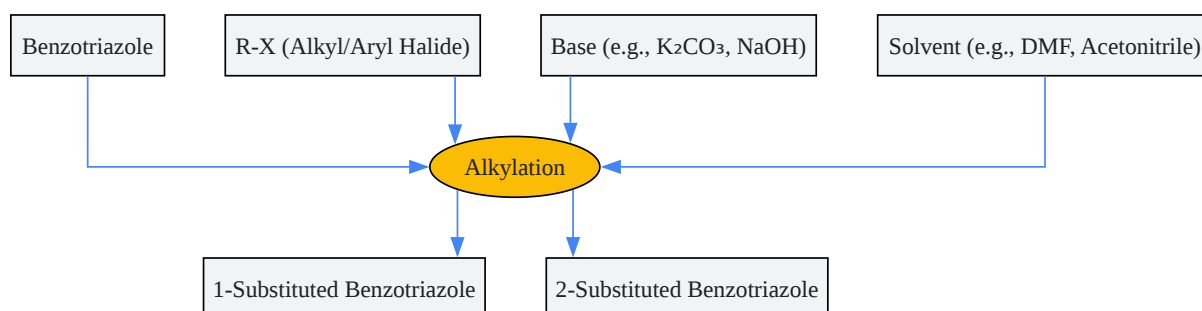 Benzotriazole
R-X (Alkyl/Aryl Halide)
Base (e.g., K₂CO₃, NaOH)
Solvent (e.g., DMF, Acetonitrile)
Alkylation
1-Substituted Benzotriazole
2-Substituted Benzotriazole